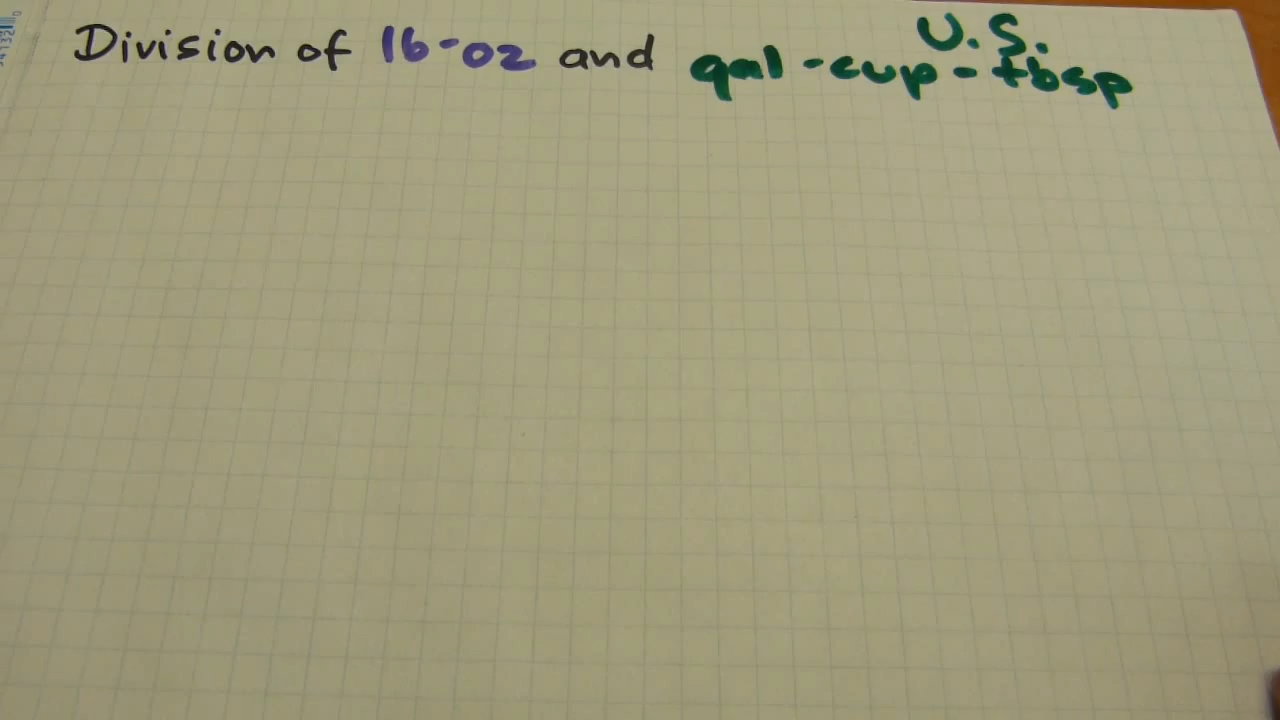 U.S.
Division of lb-oz and gal-cup-tbsp